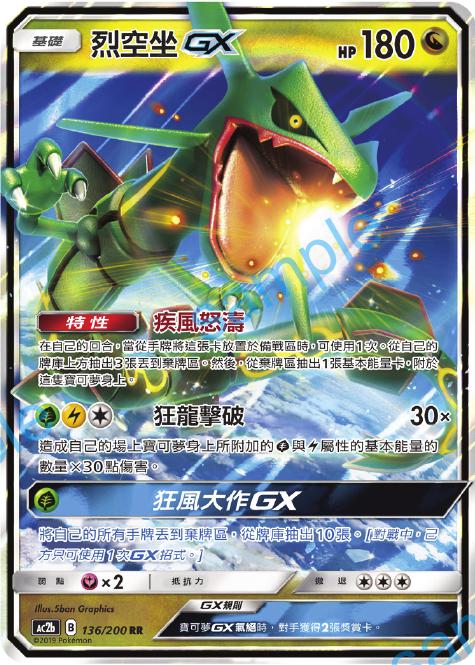 基礎 烈空坐GX HP 180
特性 疾風怒濤
在自己的回合,當從手牌將這張卡放置於備戰區時,可使用1次。從自己的
牌庫上方抽出3張丟到棄牌區。然後,從棄牌區抽出1張基本能量卡,附於
這隻寶可夢身上。
狂龍擊破 30×
造成自己的場上寶可夢身上所附加的與屬性的基本能量的
數量×30點傷害。
狂風大作GX
將自己的所有手牌丟到棄牌區,從牌庫抽出10張。[對戰中,己
方只可使用1次GX招式。]
弱點 ×2 抵抗力 撤退
Illus.5ban Graphics
GX規則
AC2b B 136/200 RR
寶可夢GX氣絕時,對手獲得2張獎賞卡。
©2019 Pokémon
sample